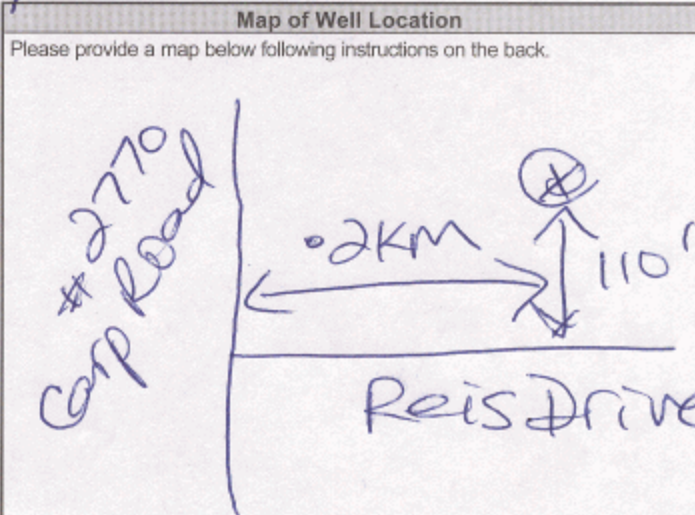 Map of Well Location
Please provide a map below following instructions on the back.
# 2770
Carp Road
.2KM
110'
Reis Drive